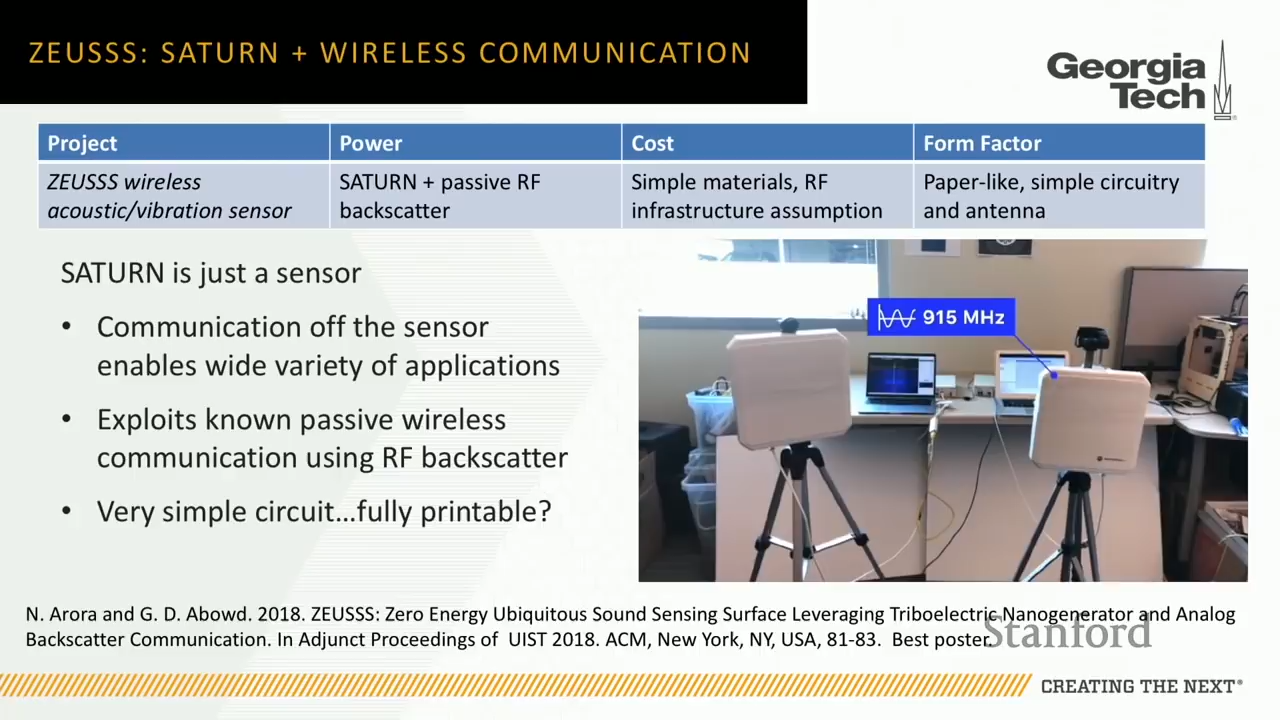 ZEUSSS: SATURN + WIRELESS COMMUNICATION
Georgia
Tech
Project Power Cost Form Factor
ZEUSSS wireless SATURN + passive RF Simple materials, RF Paper-like, simple circuitry
acoustic/vibration sensor backscatter infrastructure assumption and antenna
SATURN is just a sensor
• Communication off the sensor
enables wide variety of applications
• Exploits known passive wireless
communication using RF backscatter
• Very simple circuit…fully printable?
915 MHz
N. Arora and G. D. Abowd. 2018. ZEUSSS: Zero Energy Ubiquitous Sound Sensing Surface Leveraging Triboelectric Nanogenerator and Analog
Backscatter Communication. In Adjunct Proceedings of UIST 2018. ACM, New York, NY, USA, 81-83. Best poster.
Stanford
CREATING THE NEXT®